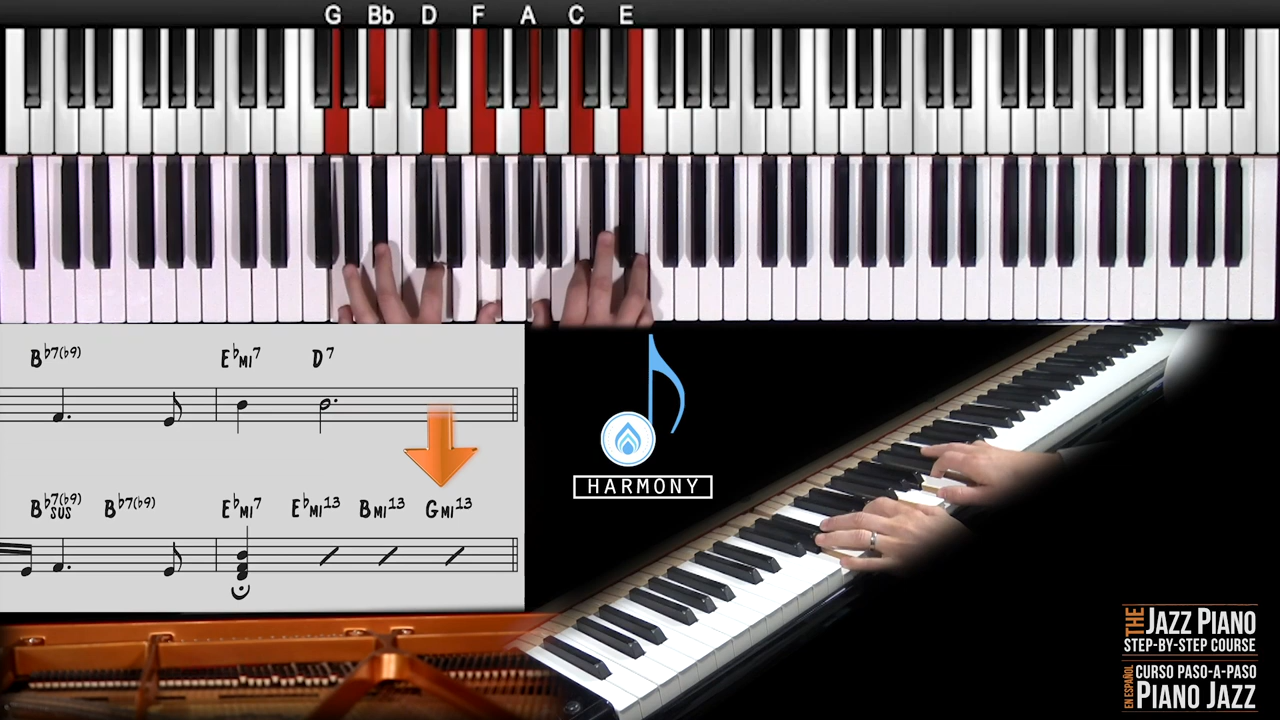 G Bb D F A C E
B♭7(♭9) E♭MI7 D7
B♭7(♭9)SUS B♭7(♭9) E♭MI7 E♭MI13 BMI13 GMI13
HARMONY
THE JAZZ PIANO
STEP-BY-STEP COURSE
EN ESPAÑOL CURSO PASO-A-PASO
PIANO JAZZ